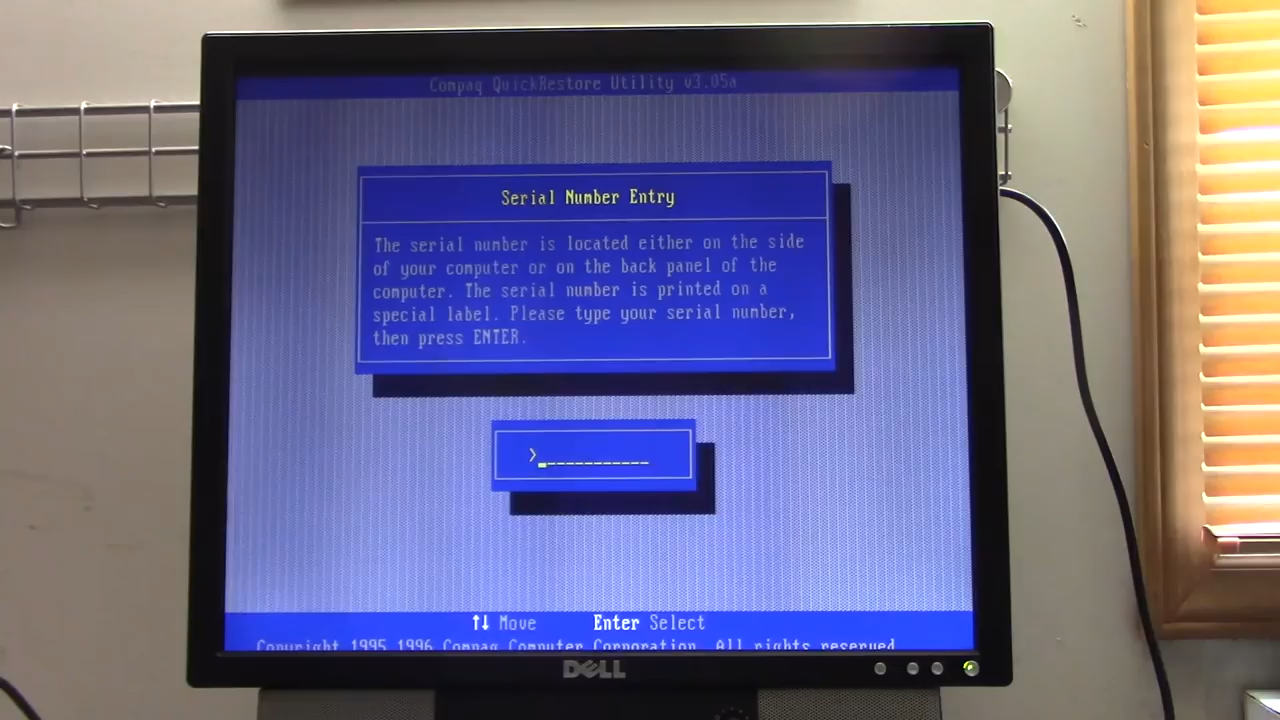 Compaq QuickRestore Utility v3.05a
Serial Number Entry
The serial number is located either on the side
of your computer or on the back panel of the
computer. The serial number is printed on a
special label. Please type your serial number,
then press ENTER.
>____________
↑↓ Move Enter Select
Copyright 1995,1996 Compaq Computer Corporation. All rights reserved.
DELL